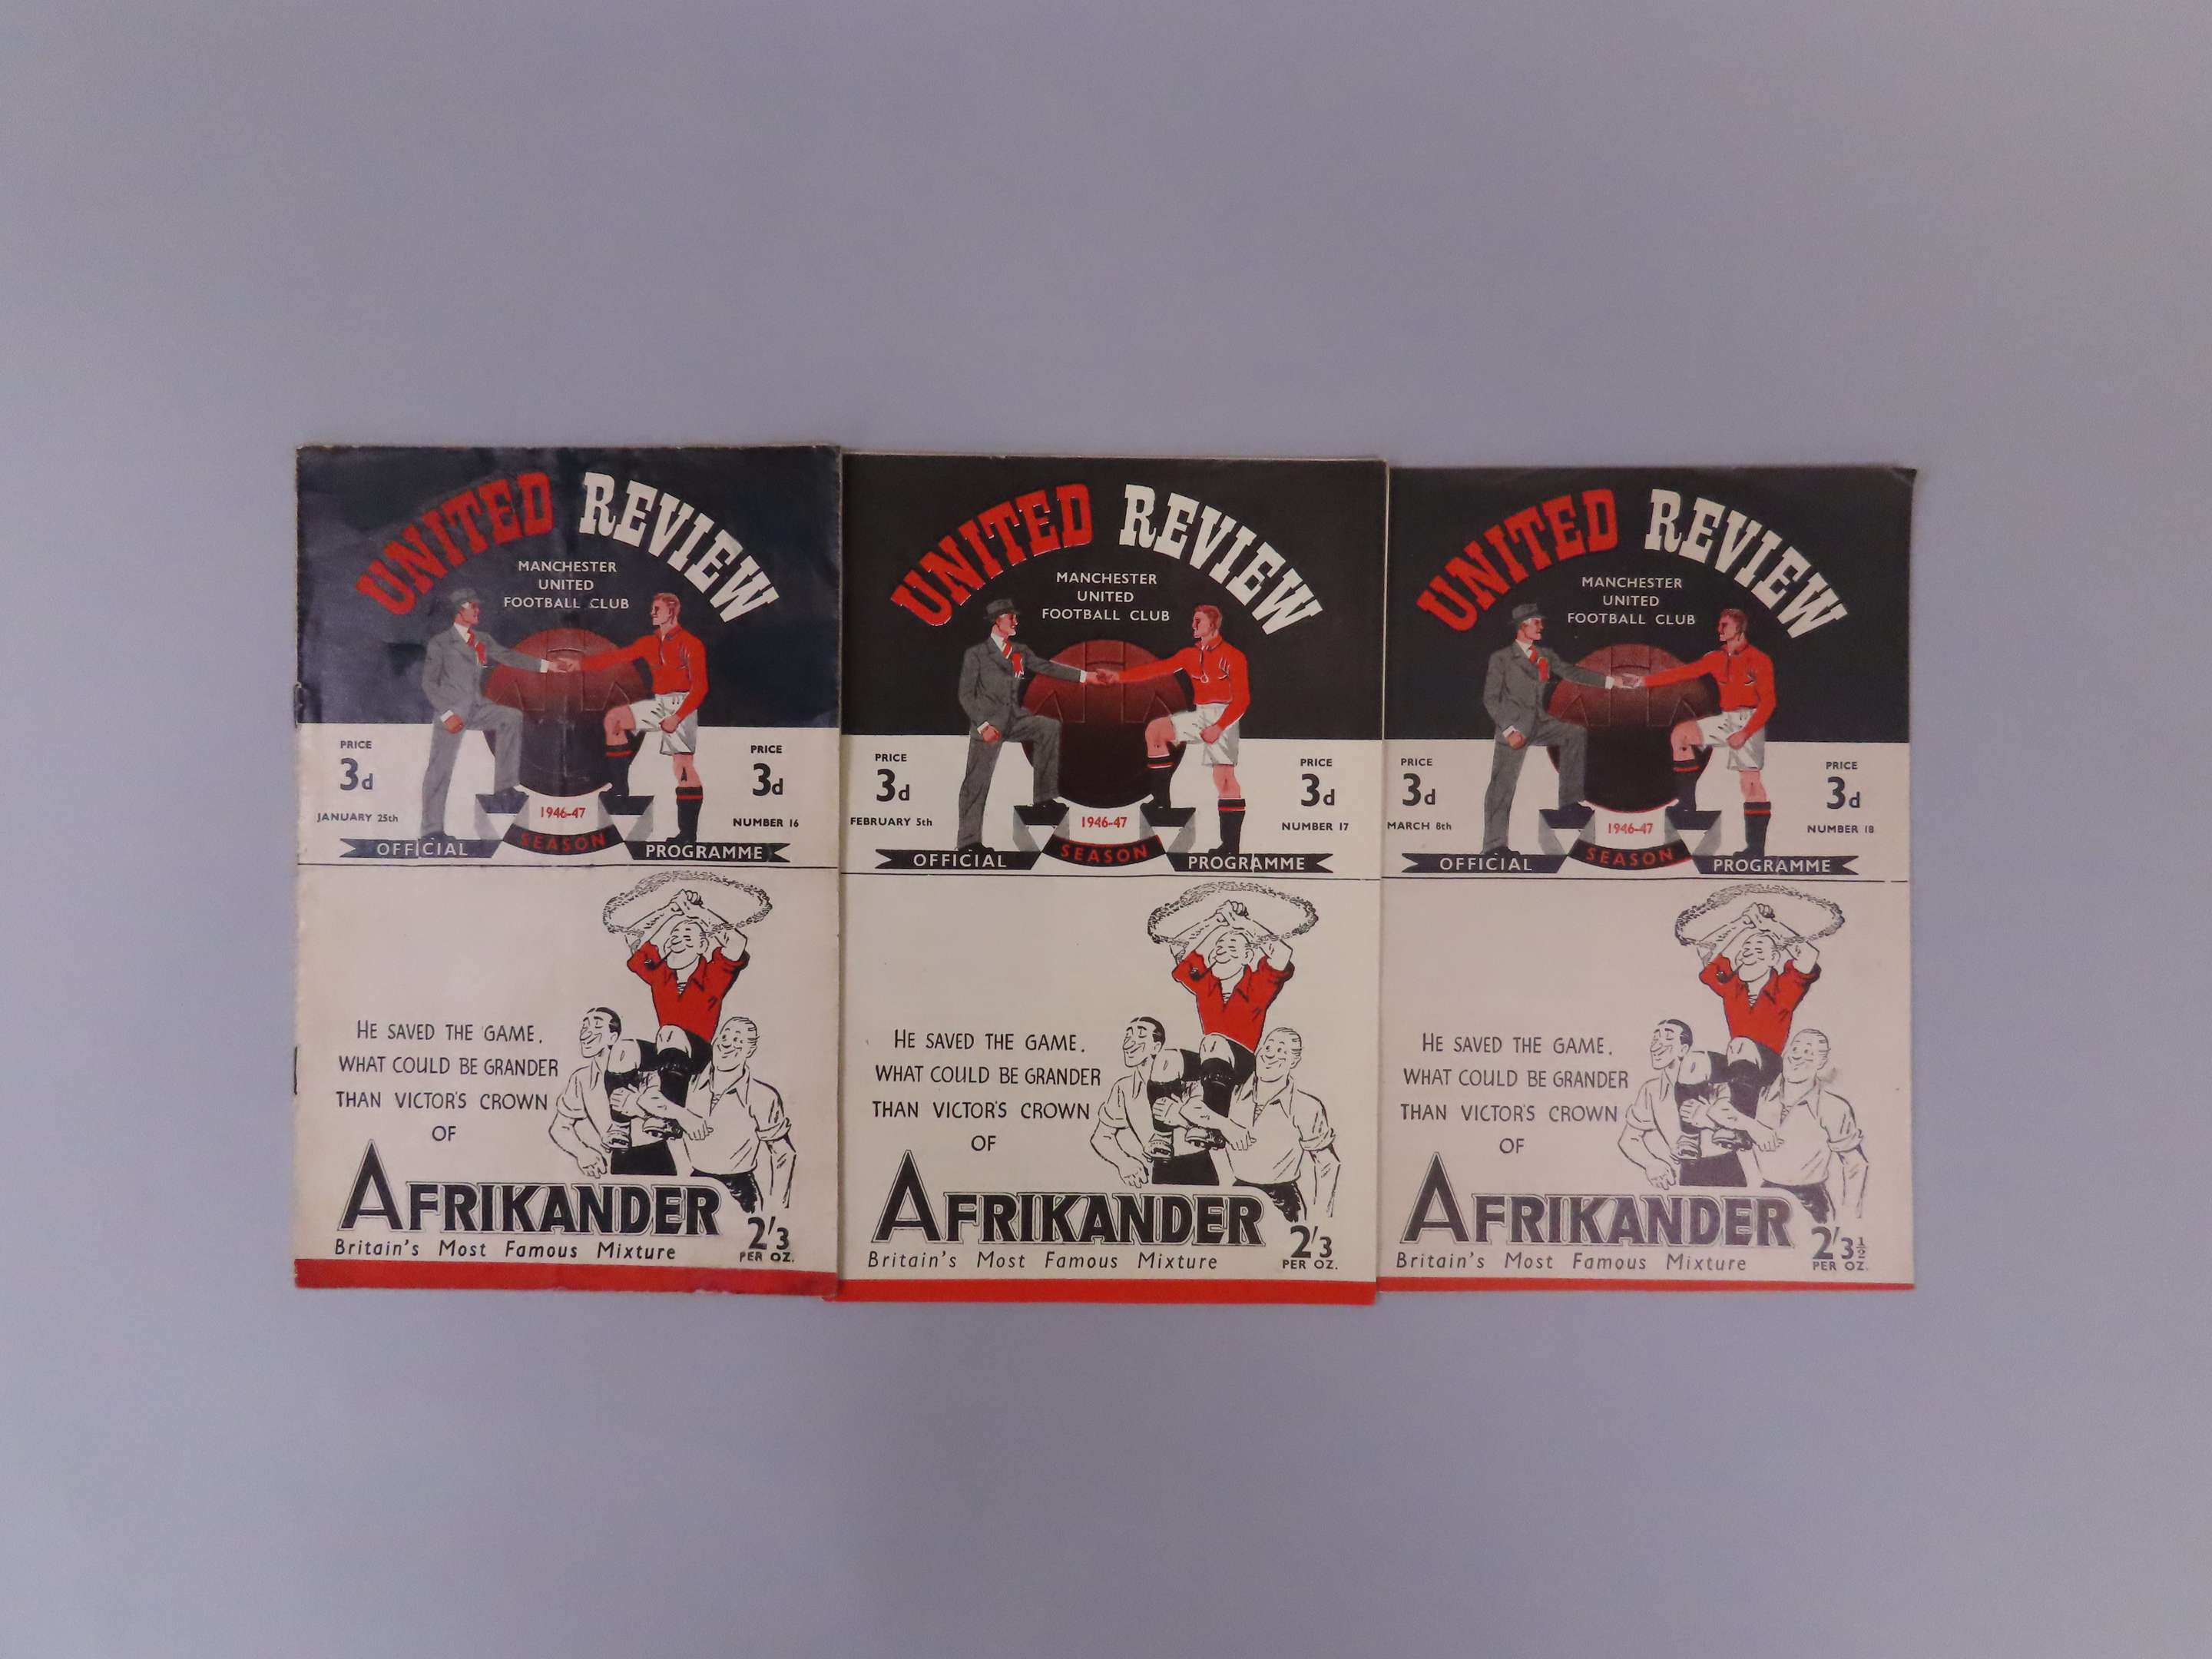 UNITED REVIEW
MANCHESTER
UNITED
FOOTBALL CLUB
PRICE
3d
JANUARY 25th
PRICE
3d
NUMBER 16
1946-47
SEASON
OFFICIAL
PROGRAMME
HE SAVED THE GAME.
WHAT COULD BE GRANDER
THAN VICTOR'S CROWN
OF
AFRIKANDER
Britain's Most Famous Mixture
2'3
PER OZ.
UNITED REVIEW
MANCHESTER
UNITED
FOOTBALL CLUB
PRICE
3d
FEBRUARY 5th
PRICE
3d
NUMBER 17
1946-47
SEASON
OFFICIAL
PROGRAMME
HE SAVED THE GAME.
WHAT COULD BE GRANDER
THAN VICTOR'S CROWN
OF
AFRIKANDER
Britain's Most Famous Mixture
2'3
PER OZ.
UNITED REVIEW
MANCHESTER
UNITED
FOOTBALL CLUB
PRICE
3d
MARCH 8th
PRICE
3d
NUMBER 18
1946-47
SEASON
OFFICIAL
PROGRAMME
HE SAVED THE GAME.
WHAT COULD BE GRANDER
THAN VICTOR'S CROWN
OF
AFRIKANDER
Britain's Most Famous Mixture
2'3½
PER OZ.